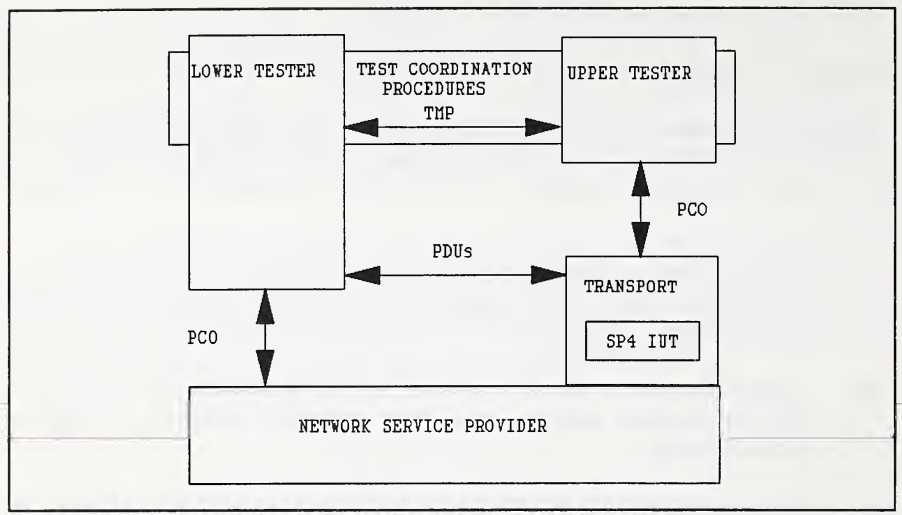 LOWER TESTER
TEST COORDINATION
PROCEDURES
TMP
UPPER TESTER
PCO
PDUs
TRANSPORT
SP4 IUT
PCO
NETWORK SERVICE PROVIDER